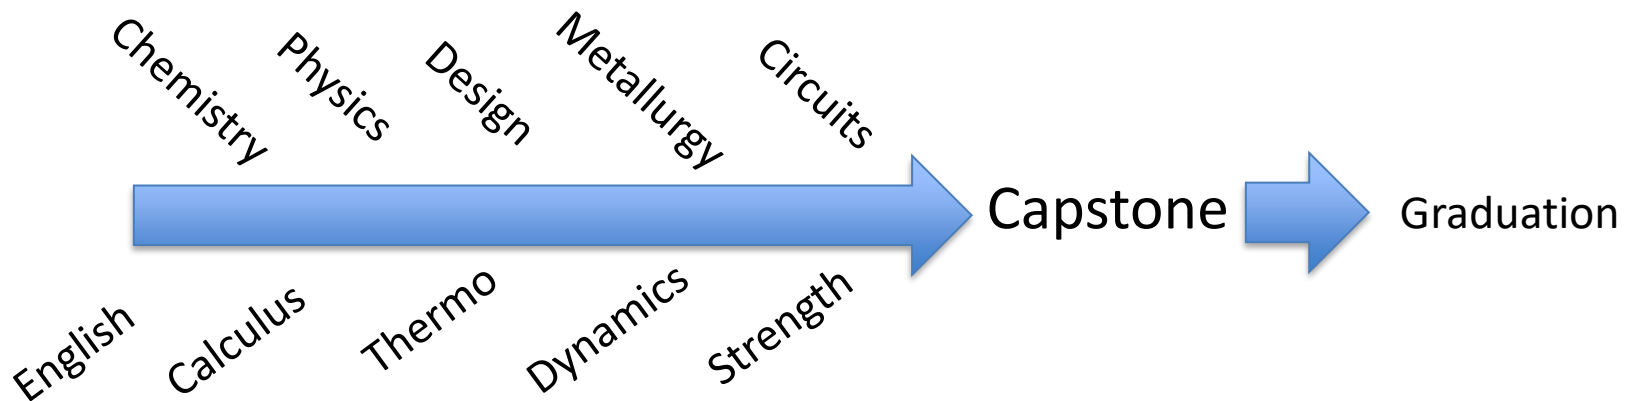 Chemistry
Physics
Design
Metallurgy
Circuits
Capstone
Graduation
English
Calculus
Thermo
Dynamics
Strength